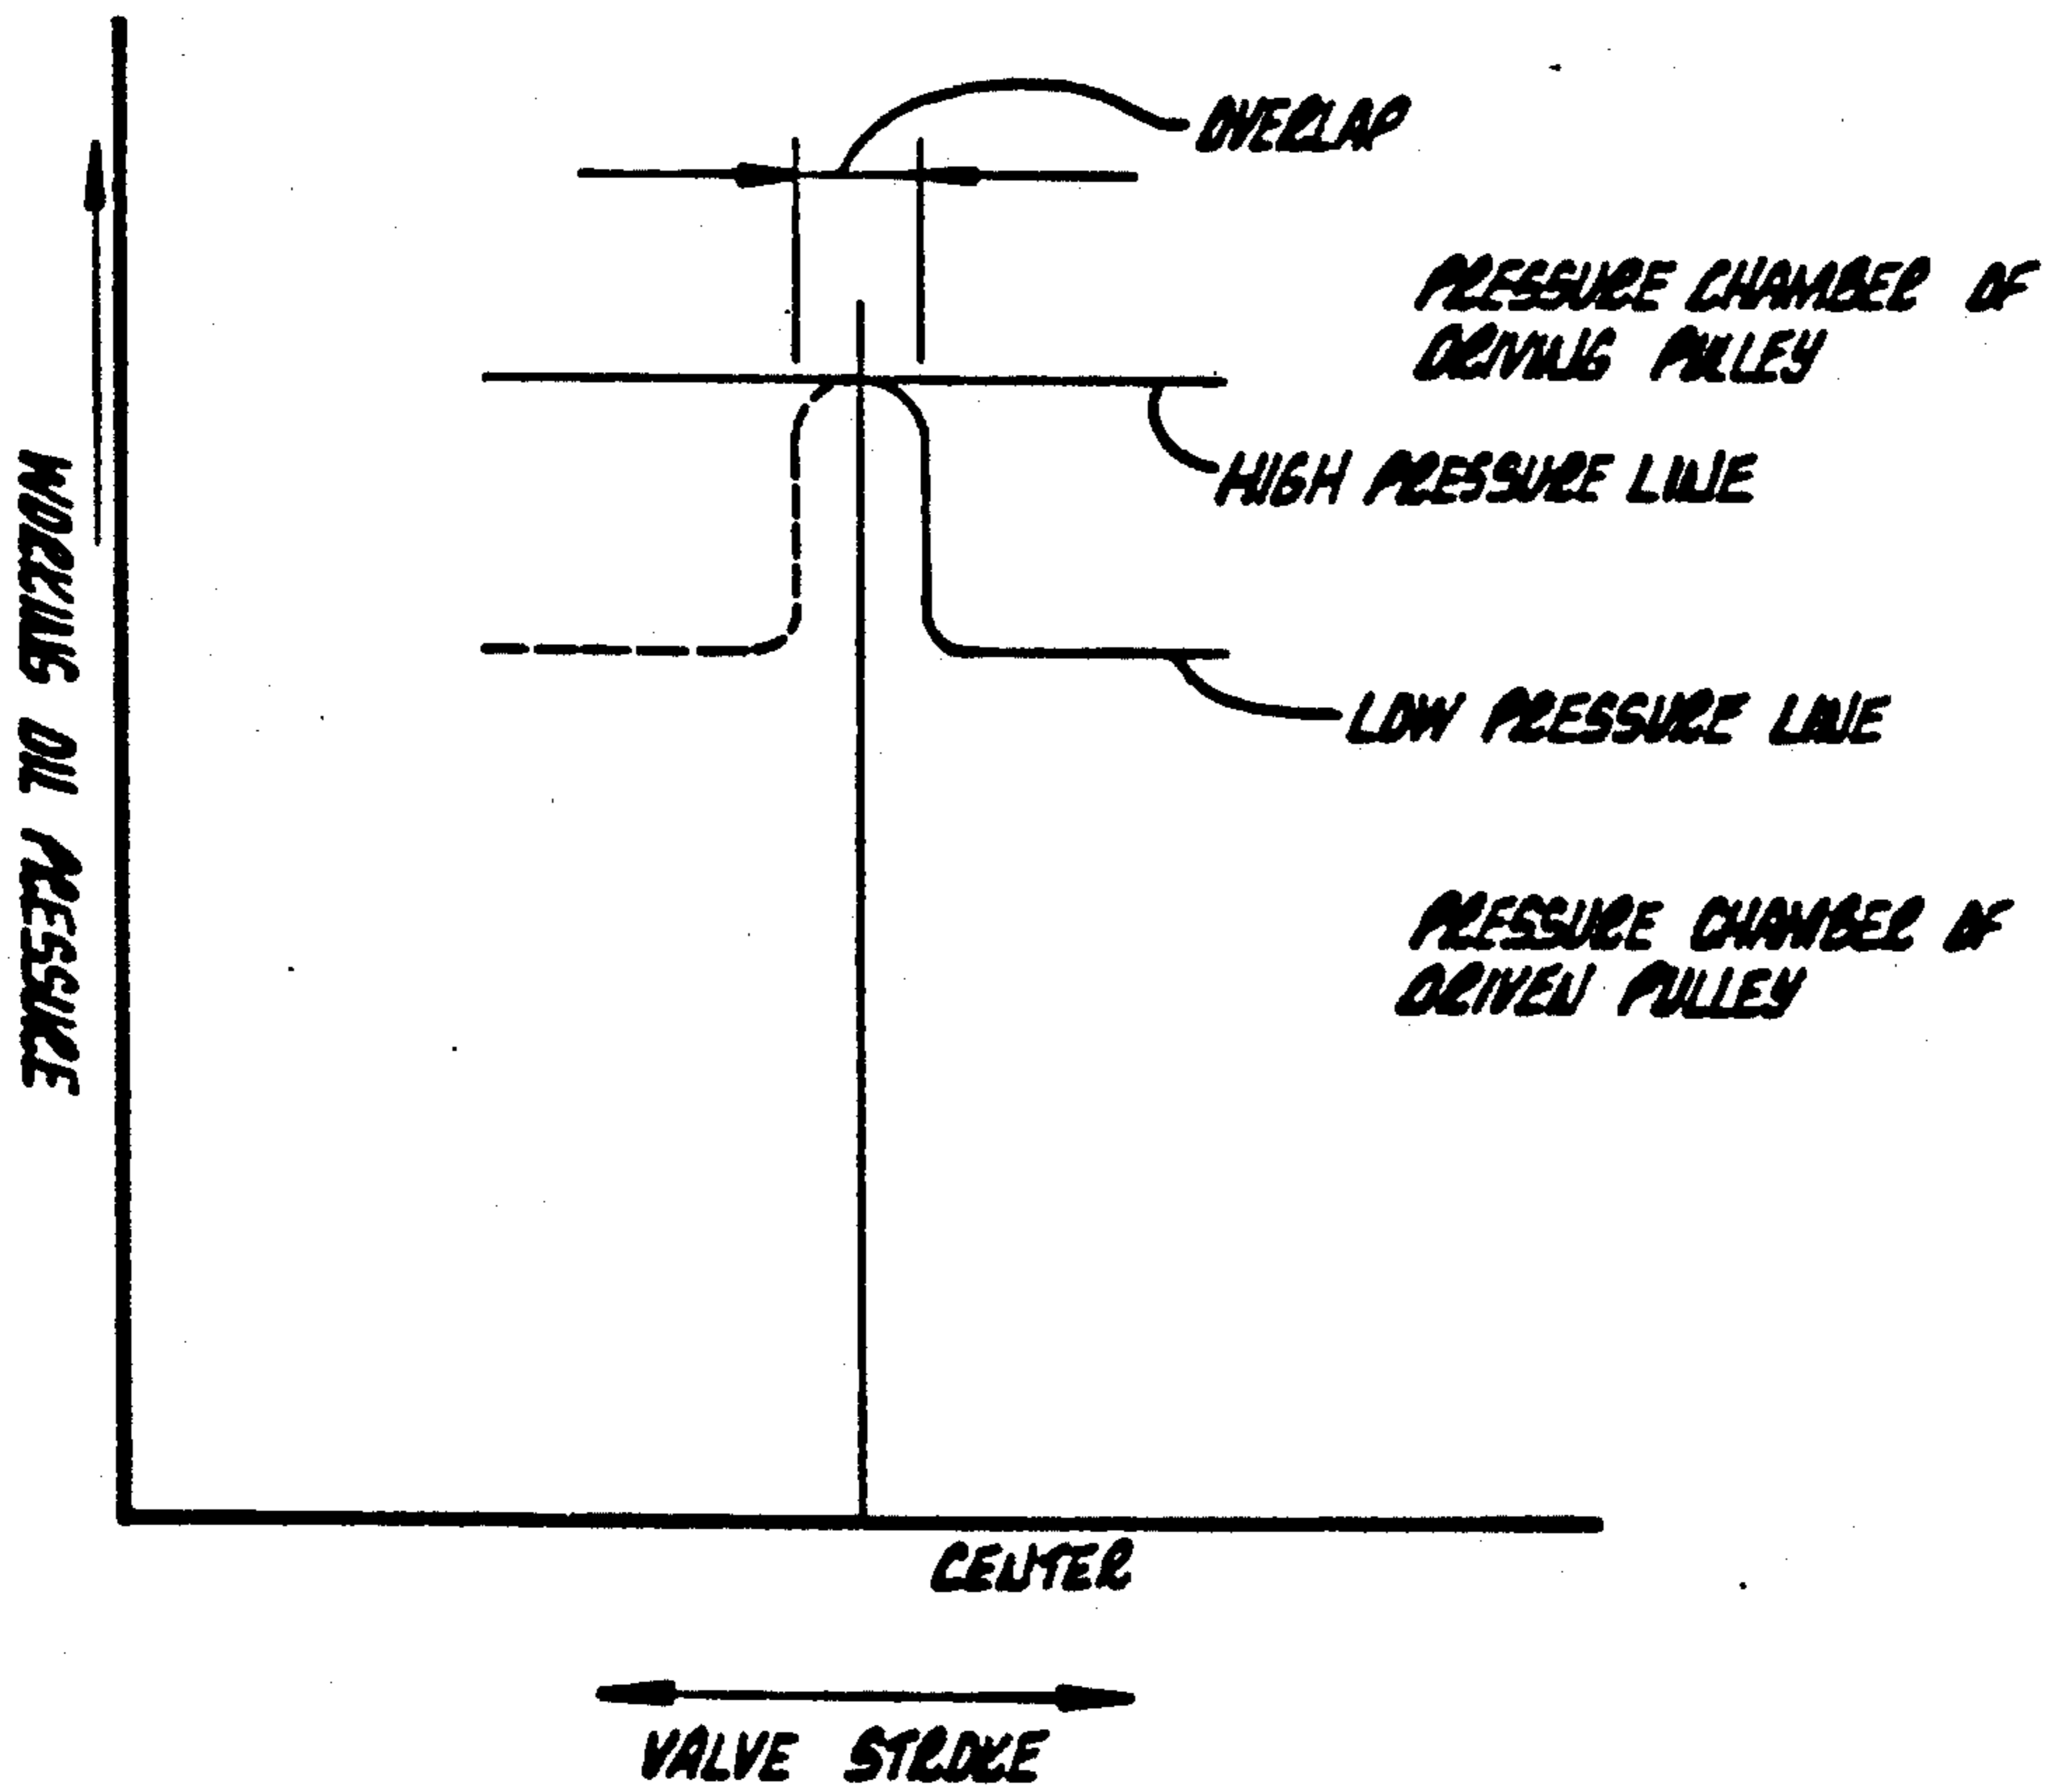 OVERLAP
PRESSURE CHAMBER OF
DRIVING PULLEY
HIGH PRESSURE LINE
LOW PRESSURE LINE
WORKING OIL PRESSURE
PRESSURE CHAMBER OF
DRIVEN PULLEY
CENTER
VALVE STROKE